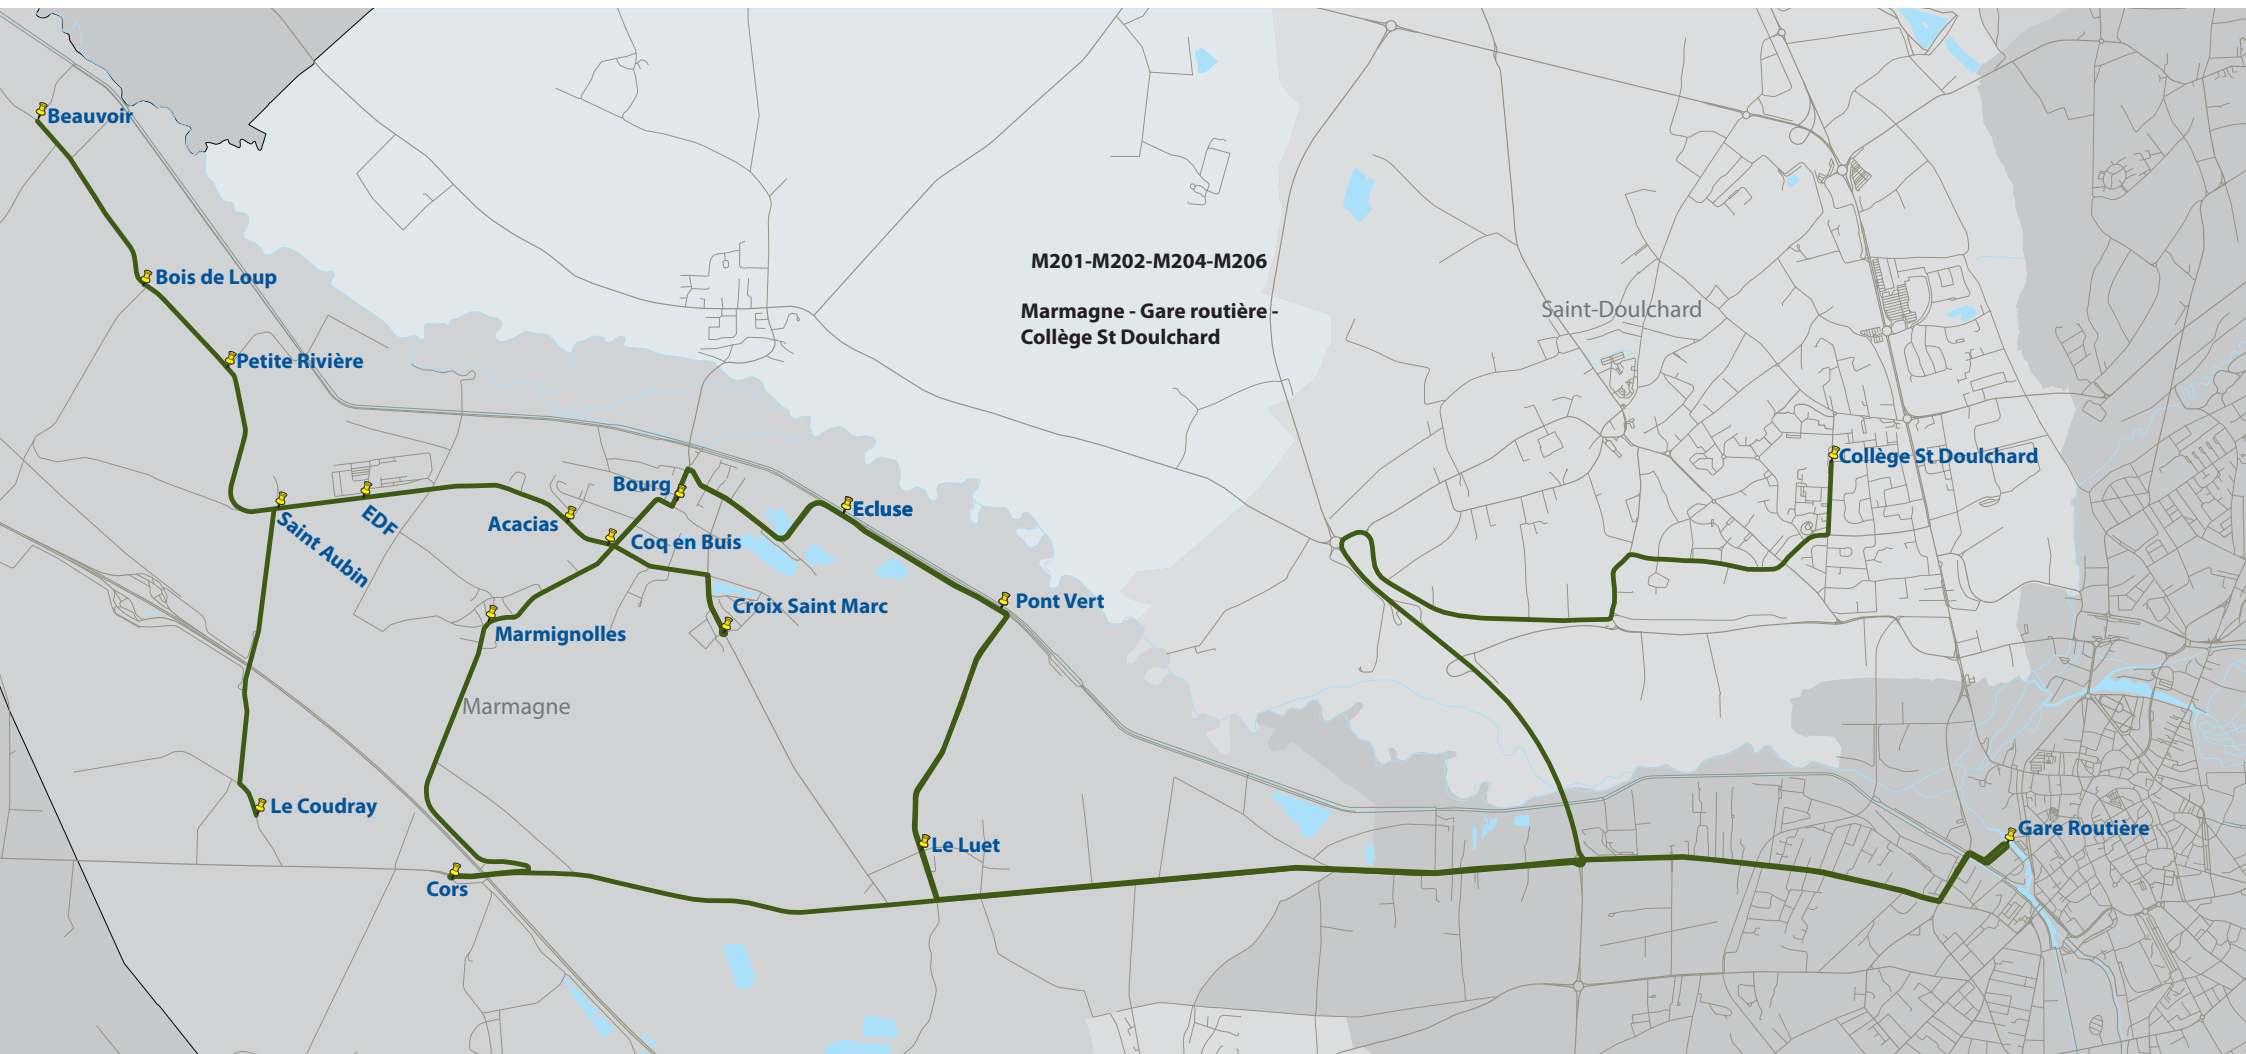 Beauvoir
M201-M202-M204-M206
Bois de Loup
Marmagne - Gare routière -
Collège St Doulchard
Saint-Doulchard
Petite Rivière
Collège St Doulchard
Bourg
Ecluse
Saint Aubin
EDF
Acacias
Coq en Buis
Croix Saint Marc
Pont Vert
Marmignolles
Marmagne
Le Coudray
Gare Routière
Le Luet
Cors